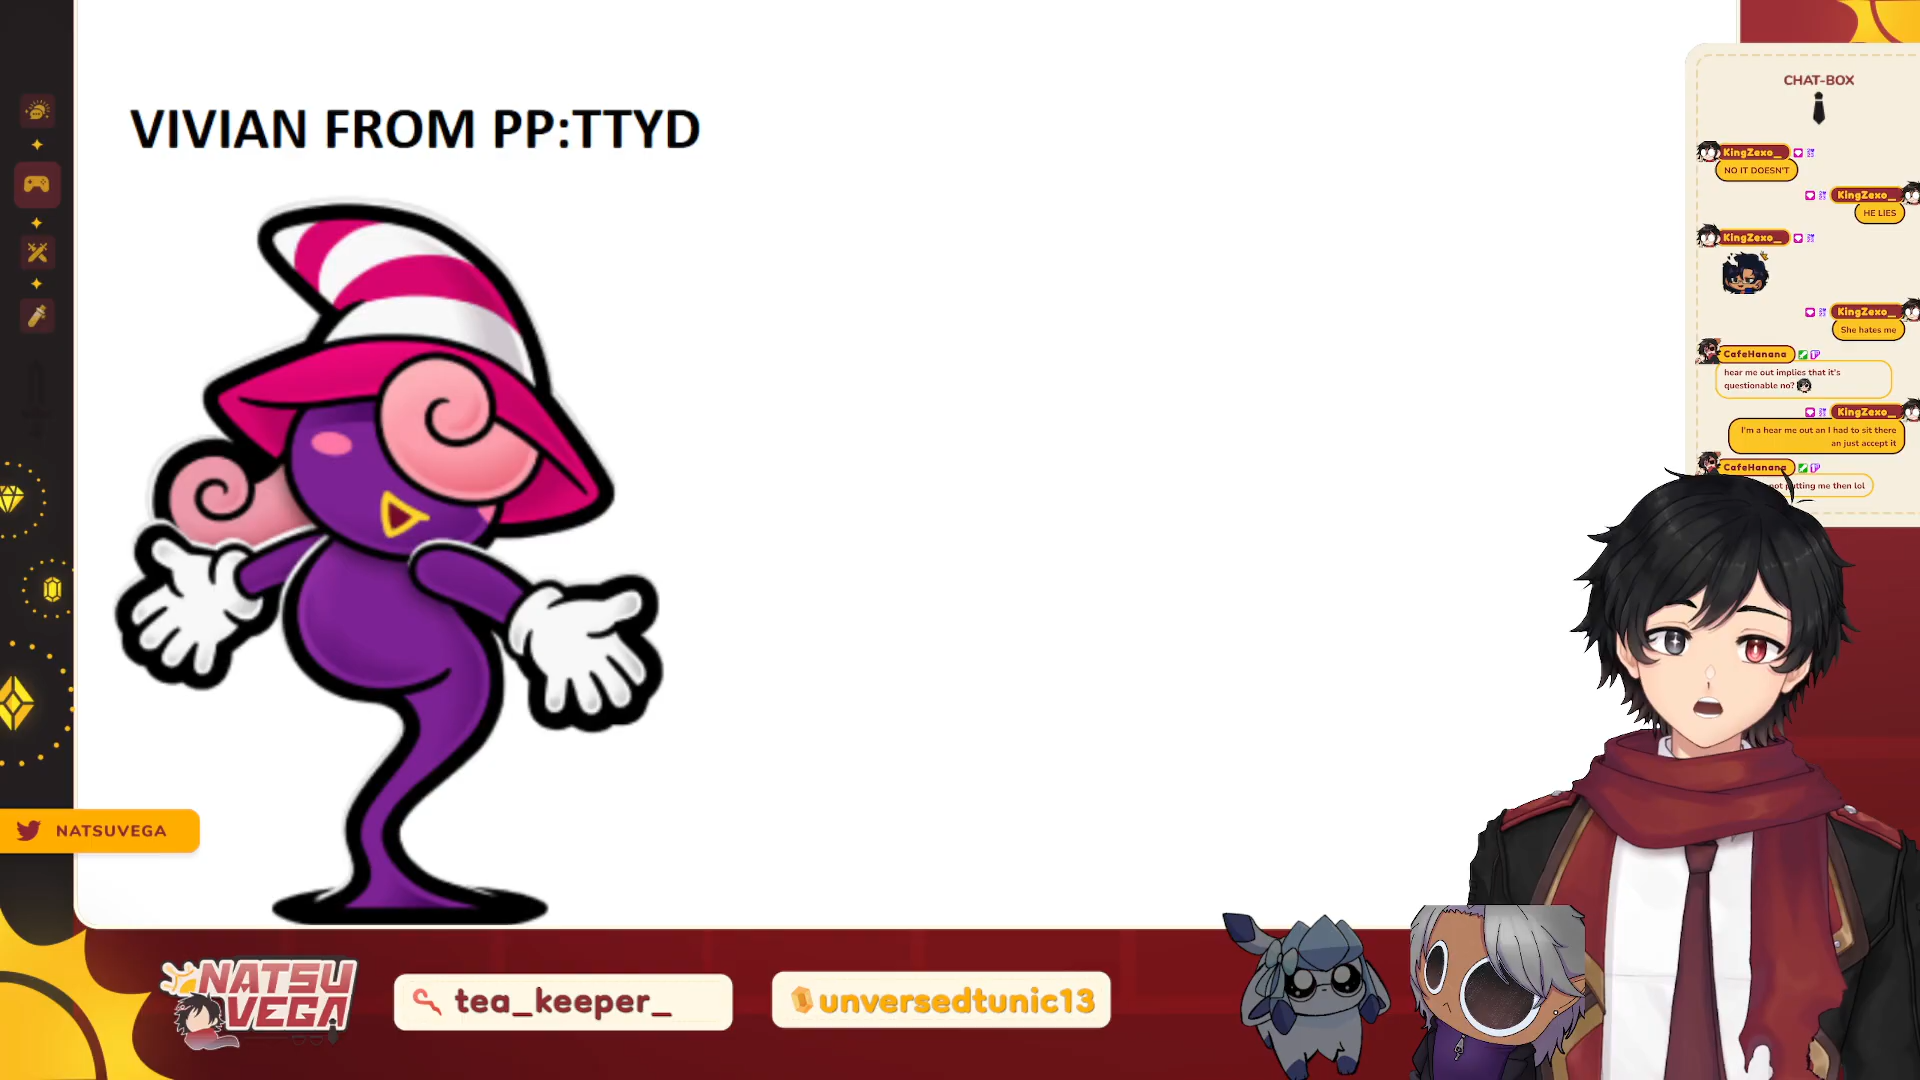 VIVIAN FROM PP:TTYD
CHAT-BOX
KingZexo_
NO IT DOESN'T
KingZexo_
HE LIES
KingZexo_
KingZexo_
She hates me
CafeHanana
hear me out implies that it's
questionable no?
KingZexo_
I'm a hear me out an I had to sit there
an just accept it
CafeHanana
not putting me then lol
NATSUVEGA
NATSU
VEGA
tea_keeper_
unversedtunic13